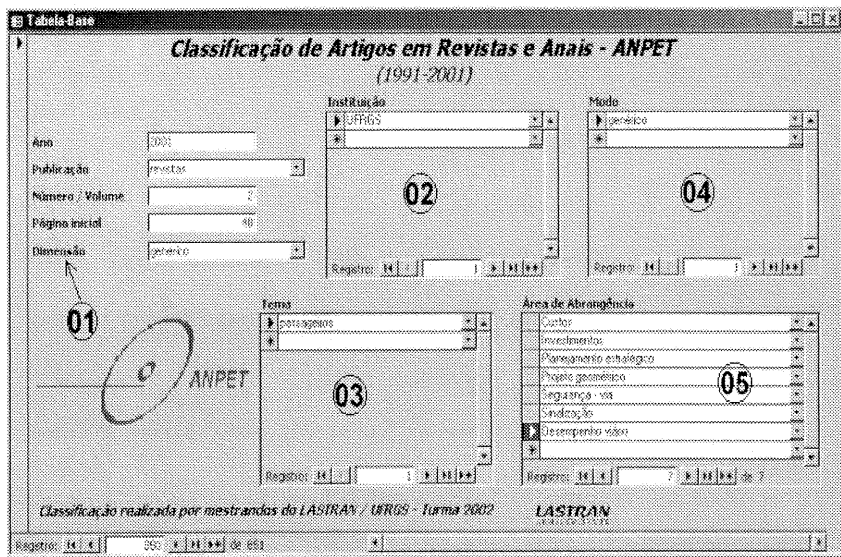 Tabela-Base
Classificação de Artigos em Revistas e Anais - ANPET
(1991-2001)
Ano
2001
Publicação
revistas
Número / Volume
2
Página inicial
48
Dimensão
genérico
01
Instituição
UFRGS
02
Registro: 1
Modo
genérico
04
Registro: 1
Tema
passageiros
03
Registro: 1
Área de Abrangência
Custos
Investimentos
Planejamento estratégico
Projeto geométrico
Segurança - via
Sinalização
Desempenho viário
05
Registro: 7 de 7
ANPET
Classificação realizada por mestrandos do LASTRAN / UFRGS - Turma 2002
LASTRAN
Registro: de 651